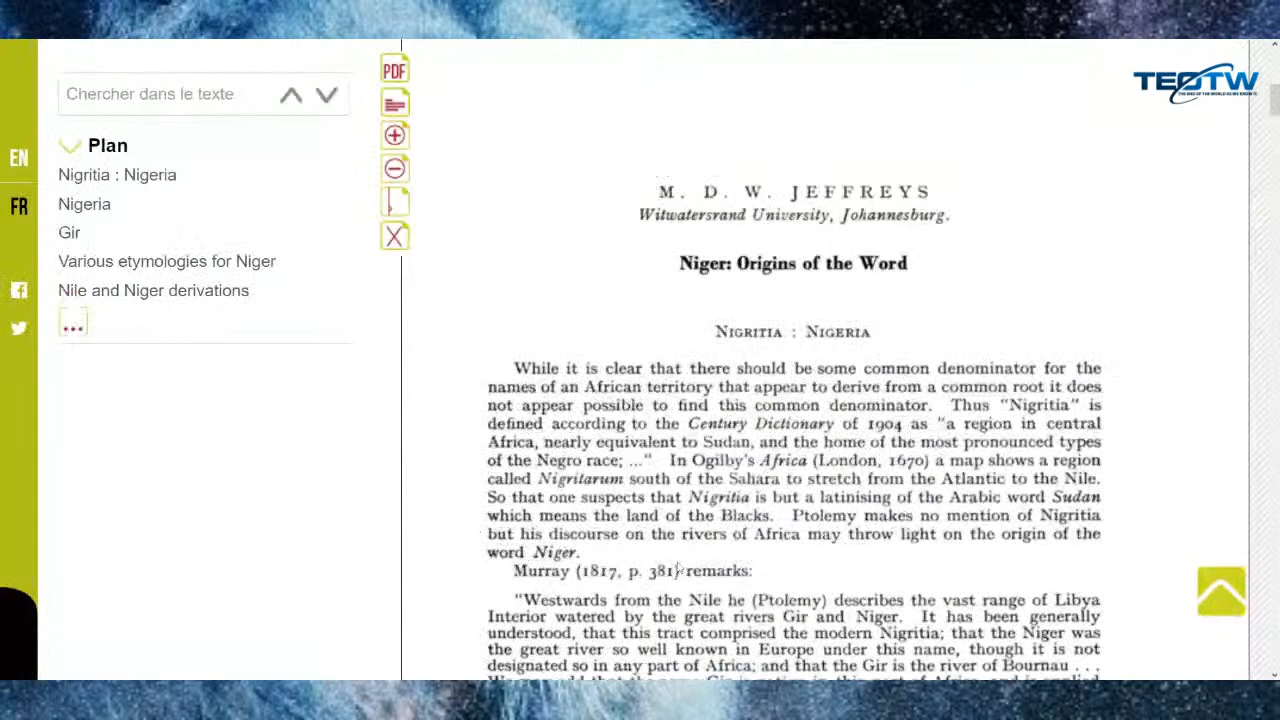 TEOTW
THE END OF THE WORLD AS WE KNOW IT
EN
FR
Chercher dans le texte
Plan
Nigritia : Nigeria
Nigeria
Gir
Various etymologies for Niger
Nile and Niger derivations
...
PDF
M. D. W. JEFFREYS
Witwatersrand University, Johannesburg.
Niger: Origins of the Word
NIGRITIA : NIGERIA
While it is clear that there should be some common denominator for the
names of an African territory that appear to derive from a common root it does
not appear possible to find this common denominator. Thus "Nigritia" is
defined according to the Century Dictionary of 1904 as "a region in central
Africa, nearly equivalent to Sudan, and the home of the most pronounced types
of the Negro race; ..." In Ogilby's Africa (London, 1670) a map shows a region
called Nigritarum south of the Sahara to stretch from the Atlantic to the Nile.
So that one suspects that Nigritia is but a latinising of the Arabic word Sudan
which means the land of the Blacks. Ptolemy makes no mention of Nigritia
but his discourse on the rivers of Africa may throw light on the origin of the
word Niger.
Murray (1817, p. 381) remarks:
"Westwards from the Nile he (Ptolemy) describes the vast range of Libya
Interior watered by the great rivers Gir and Niger. It has been generally
understood, that this tract comprised the modern Nigritia; that the Niger was
the great river so well known in Europe under this name, though it is not
designated so in any part of Africa; and that the Gir is the river of Bournau . . .